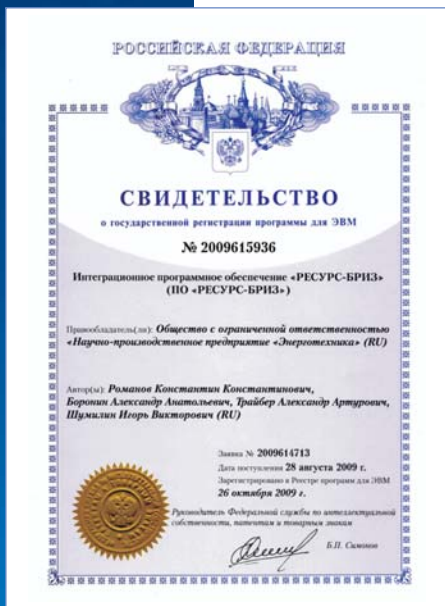 РОССИЙСКАЯ ФЕДЕРАЦИЯ
СВИДЕТЕЛЬСТВО
о государственной регистрации программы для ЭВМ
№ 2009615936
Интеграционное программное обеспечение «РЕСУРС-БРИЗ»
(ПО «РЕСУРС-БРИЗ»)
Правообладатель(ли): Общество с ограниченной ответственностью
«Научно-производственное предприятие «Энерготехника» (RU)
Автор(ы): Романов Константин Константинович,
Боронин Александр Анатольевич, Трайбер Александр Артурович,
Шумилин Игорь Викторович (RU)
Заявка № 2009614713
Дата поступления 28 августа 2009 г.
Зарегистрировано в Реестре программ для ЭВМ
26 октября 2009 г.
Руководитель Федеральной службы по интеллектуальной
собственности, патентам и товарным знакам
Б.П. Симонов